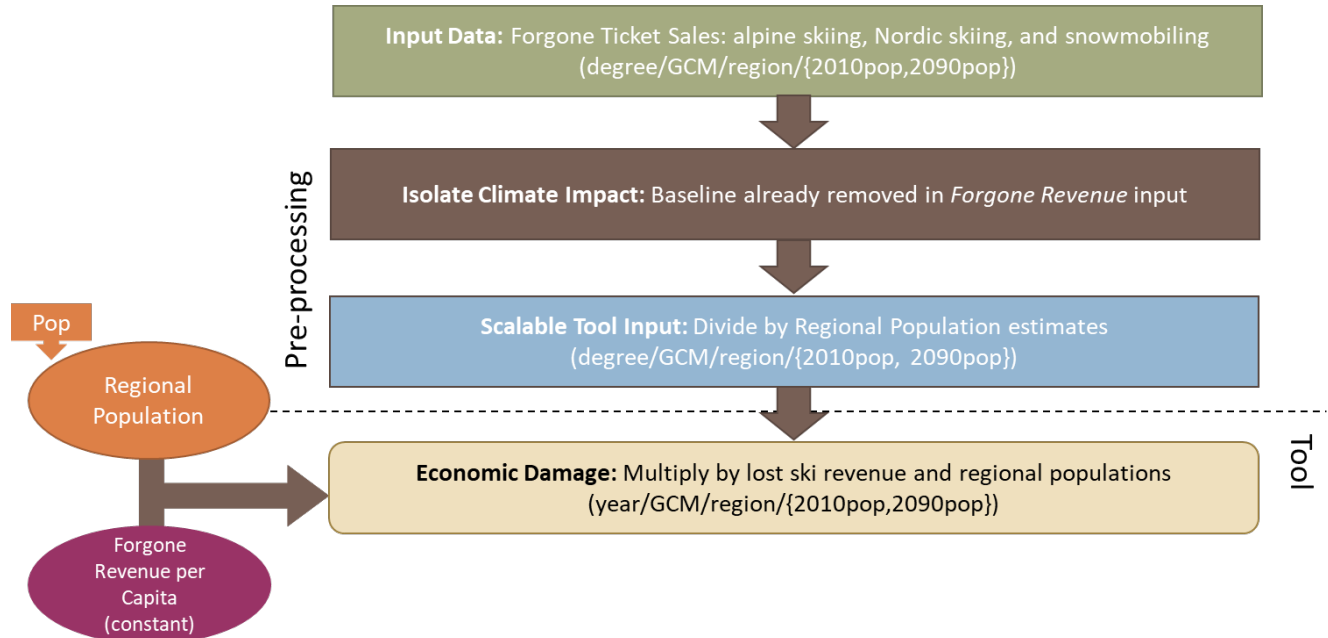 Input Data: Forgone Ticket Sales: alpine skiing, Nordic skiing, and snowmobiling
(degree/GCM/region/{2010pop,2090pop})
Isolate Climate Impact: Baseline already removed in Forgone Revenue input
Pre-processing
Scalable Tool Input: Divide by Regional Population estimates
(degree/GCM/region/{2010pop, 2090pop})
Pop
Regional
Population
Tool
Economic Damage: Multiply by lost ski revenue and regional populations
(year/GCM/region/{2010pop,2090pop})
Forgone
Revenue per
Capita
(constant)